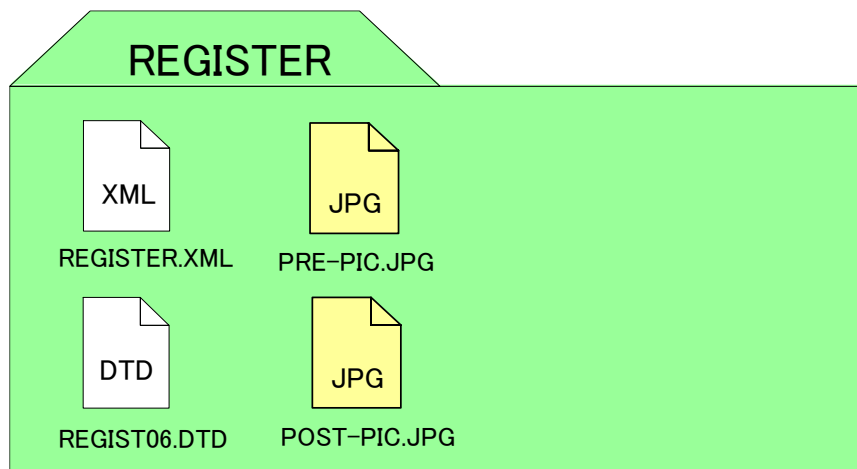 REGISTER
XML
JPG
REGISTER.XML
PRE-PIC.JPG
DTD
JPG
REGIST06.DTD
POST-PIC.JPG